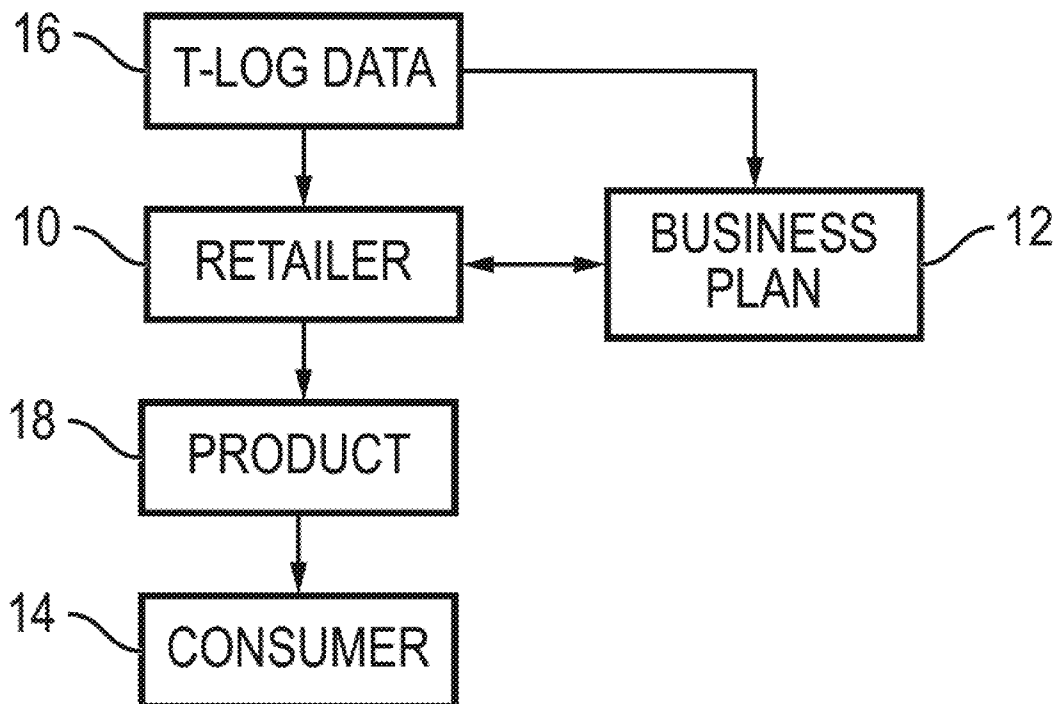 16
T-LOG DATA
10
RETAILER
BUSINESS
PLAN
12
18
PRODUCT
14
CONSUMER